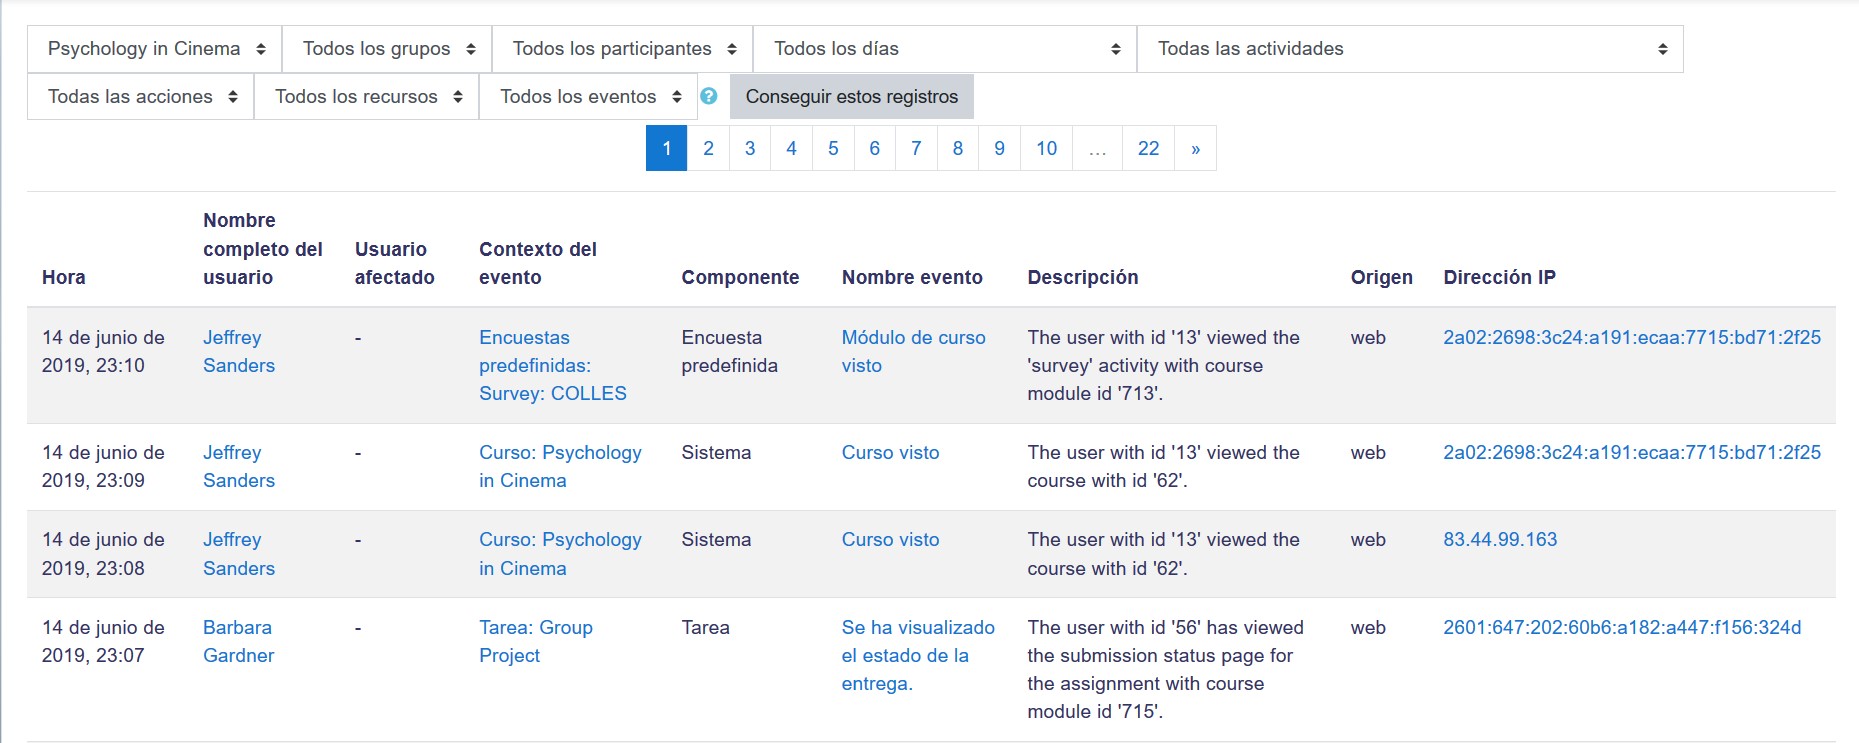 Psychology in Cinema Todos los grupos Todos los participantes Todos los días Todas las actividades
Todas las acciones Todos los recursos Todos los eventos ? Conseguir estos registros
1 2 3 4 5 6 7 8 9 10 … 22 »
Hora
Nombre
completo del
usuario
Usuario
afectado
Contexto del
evento
Componente
Nombre evento
Descripción
Origen
Dirección IP
14 de junio de
2019, 23:10
Jeffrey
Sanders
-
Encuestas
predefinidas:
Survey: COLLES
Encuesta
predefinida
Módulo de curso
visto
The user with id '13' viewed the
'survey' activity with course
module id '713'.
web
2a02:2698:3c24:a191:ecaa:7715:bd71:2f25
14 de junio de
2019, 23:09
Jeffrey
Sanders
-
Curso: Psychology
in Cinema
Sistema
Curso visto
The user with id '13' viewed the
course with id '62'.
web
2a02:2698:3c24:a191:ecaa:7715:bd71:2f25
14 de junio de
2019, 23:08
Jeffrey
Sanders
-
Curso: Psychology
in Cinema
Sistema
Curso visto
The user with id '13' viewed the
course with id '62'.
web
83.44.99.163
14 de junio de
2019, 23:07
Barbara
Gardner
-
Tarea: Group
Project
Tarea
Se ha visualizado
el estado de la
entrega.
The user with id '56' has viewed
the submission status page for
the assignment with course
module id '715'.
web
2601:647:202:60b6:a182:a447:f156:324d